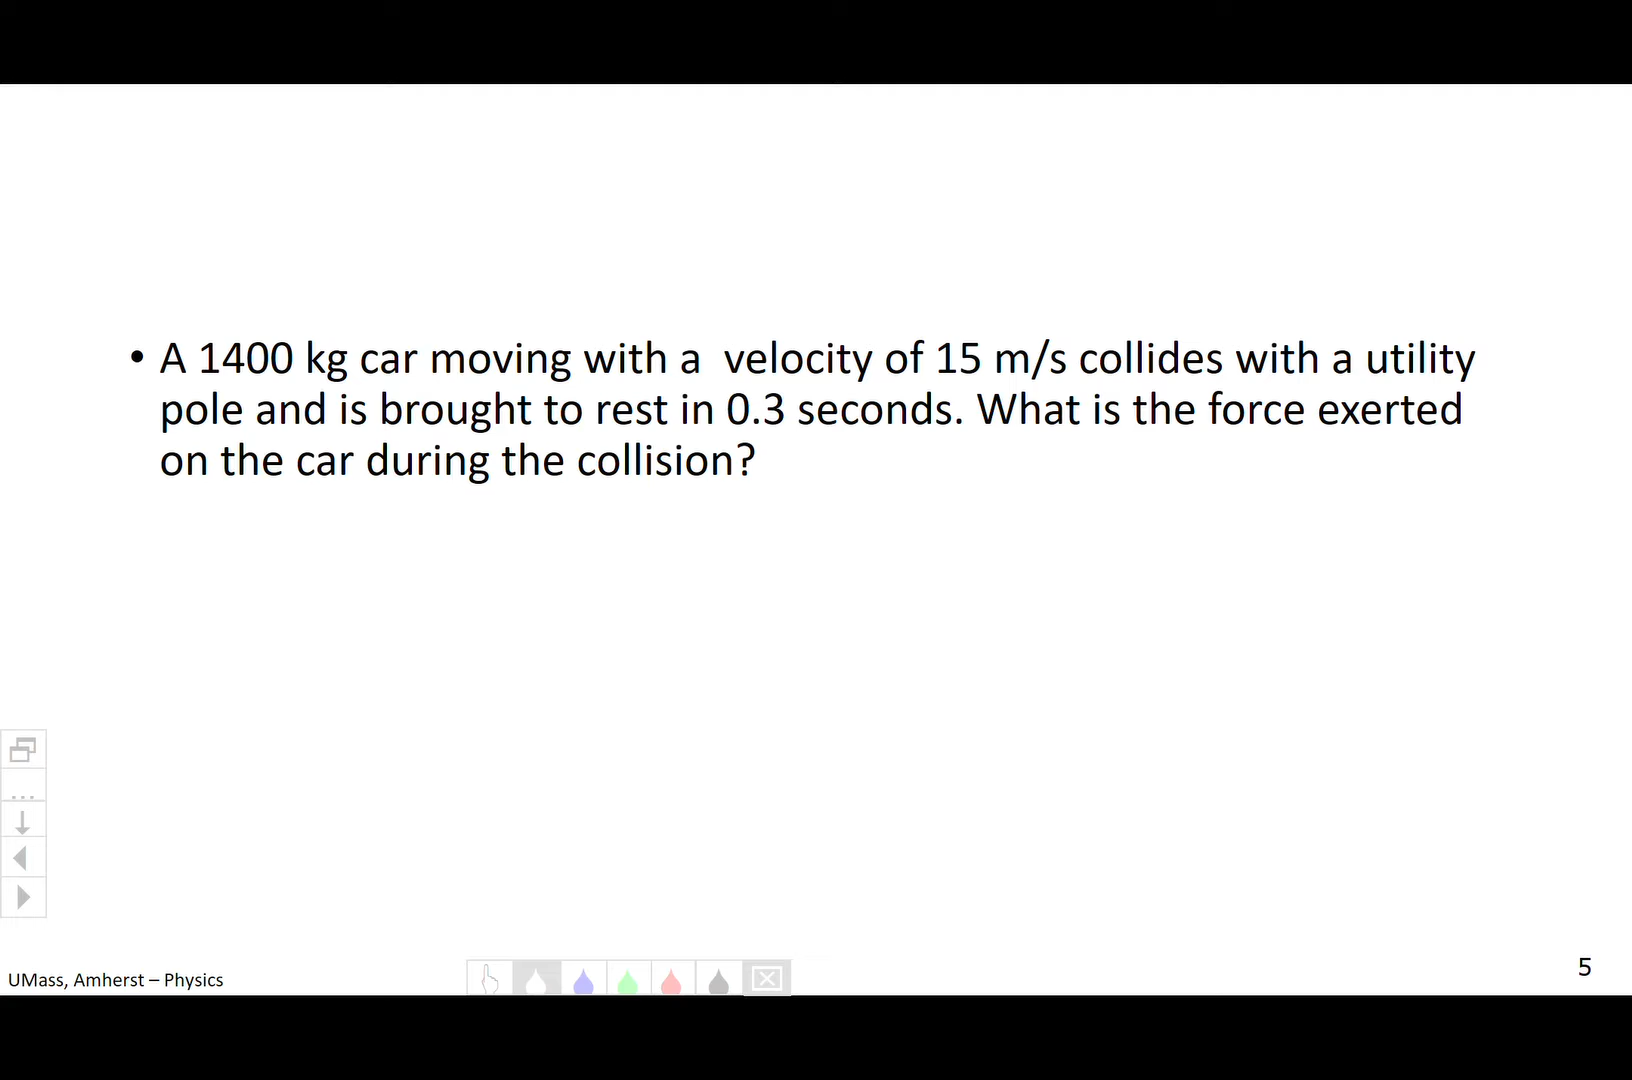 • A 1400 kg car moving with a  velocity of 15 m/s collides with a utility
pole and is brought to rest in 0.3 seconds. What is the force exerted
on the car during the collision?
UMass, Amherst – Physics
5